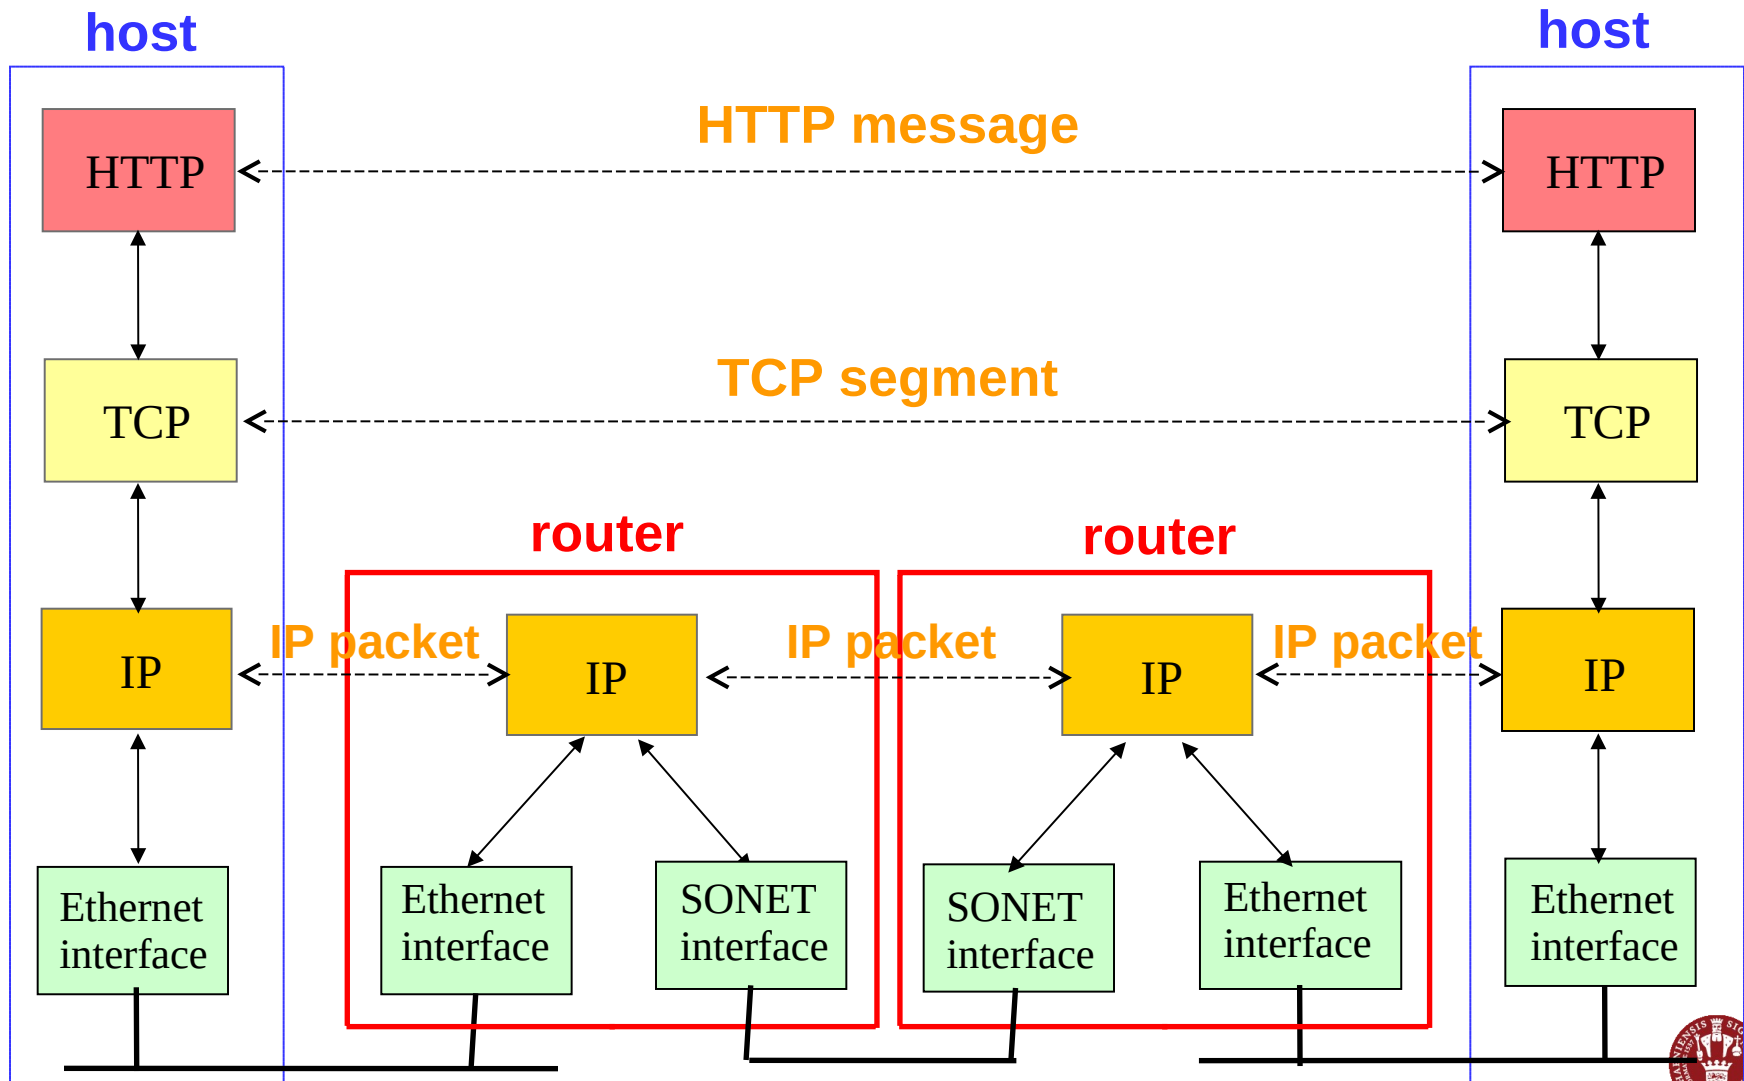 host
host
HTTP message
HTTP
HTTP
TCP segment
TCP
TCP
router
router
IP packet
IP packet
IP packet
IP
IP
IP
IP
Ethernet
interface
Ethernet
interface
SONET
interface
SONET
interface
Ethernet
interface
Ethernet
interface